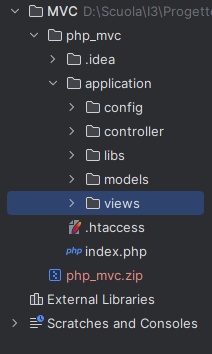 MVC D:\Scuola\I3\Progette
php_mvc
.idea
application
config
controller
libs
models
views
.htaccess
php index.php
php_mvc.zip
External Libraries
Scratches and Consoles